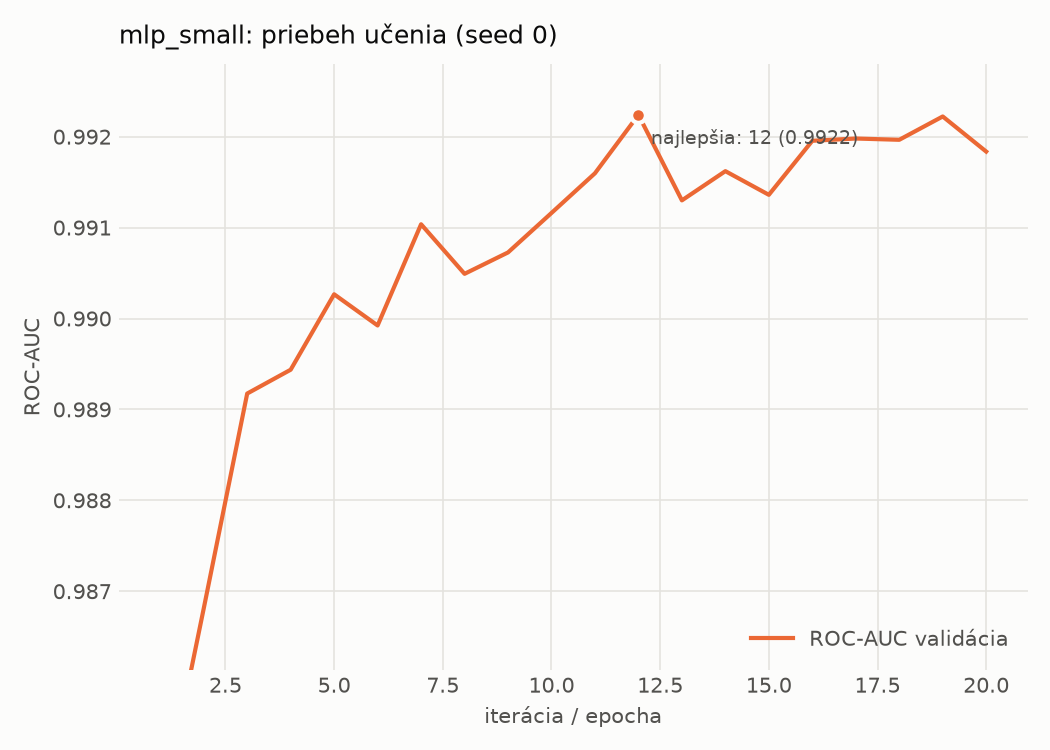 mlp_small: priebeh učenia (seed 0)
0.992
0.991
0.990
0.989
0.988
0.987
ROC-AUC
najlepšia: 12 (0.9922)
ROC-AUC validácia
2.5 5.0 7.5 10.0 12.5 15.0 17.5 20.0
iterácia / epocha